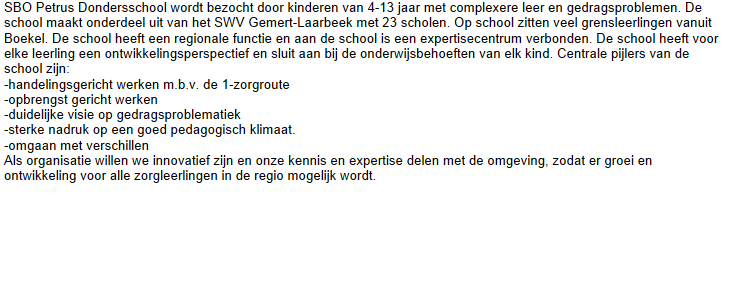 SBO Petrus Dondersschool wordt bezocht door kinderen van 4-13 jaar met complexere leer en gedragsproblemen. De
school maakt onderdeel uit van het SWV Gemert-Laarbeek met 23 scholen. Op school zitten veel grensleerlingen vanuit
Boekel. De school heeft een regionale functie en aan de school is een expertisecentrum verbonden. De school heeft voor
elke leerling een ontwikkelingsperspectief en sluit aan bij de onderwijsbehoeften van elk kind. Centrale pijlers van de
school zijn:
-handelingsgericht werken m.b.v. de 1-zorgroute
-opbrengst gericht werken
-duidelijke visie op gedragsproblematiek
-sterke nadruk op een goed pedagogisch klimaat.
-omgaan met verschillen
Als organisatie willen we innovatief zijn en onze kennis en expertise delen met de omgeving, zodat er groei en
ontwikkeling voor alle zorgleerlingen in de regio mogelijk wordt.